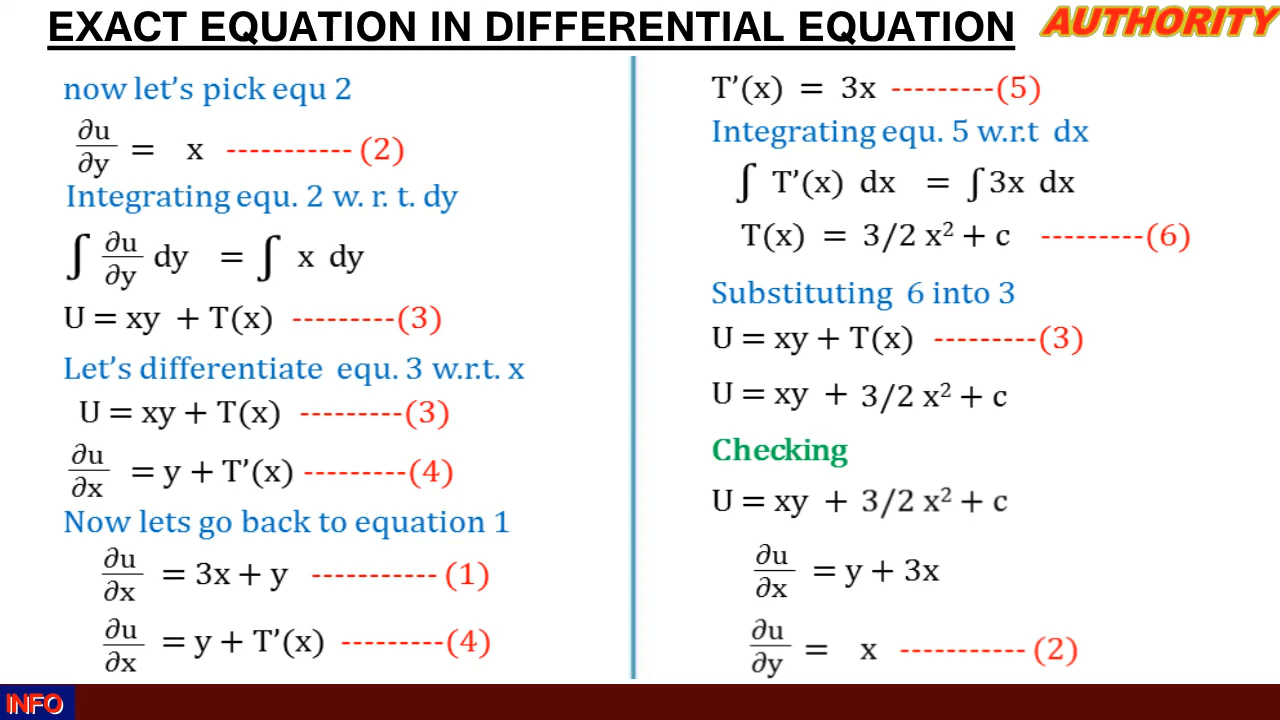 EXACT EQUATION IN DIFFERENTIAL EQUATION
AUTHORITY
now let's pick equ 2
∂u/∂y = x ----------- (2)
Integrating equ. 2 w. r. t. dy
∫ ∂u/∂y dy = ∫ x dy
U = xy + T(x) ---------(3)
Let's differentiate equ. 3 w.r.t. x
U = xy + T(x) ---------(3)
∂u/∂x = y + T'(x) ---------(4)
Now lets go back to equation 1
∂u/∂x = 3x + y ----------- (1)
∂u/∂x = y + T'(x) ---------(4)
T'(x) = 3x ---------(5)
Integrating equ. 5 w.r.t dx
∫ T'(x) dx = ∫ 3x dx
T(x) = 3/2 x² + c ---------(6)
Substituting 6 into 3
U = xy + T(x) ---------(3)
U = xy + 3/2 x² + c
Checking
U = xy + 3/2 x² + c
∂u/∂x = y + 3x
∂u/∂y = x ----------- (2)
INFO